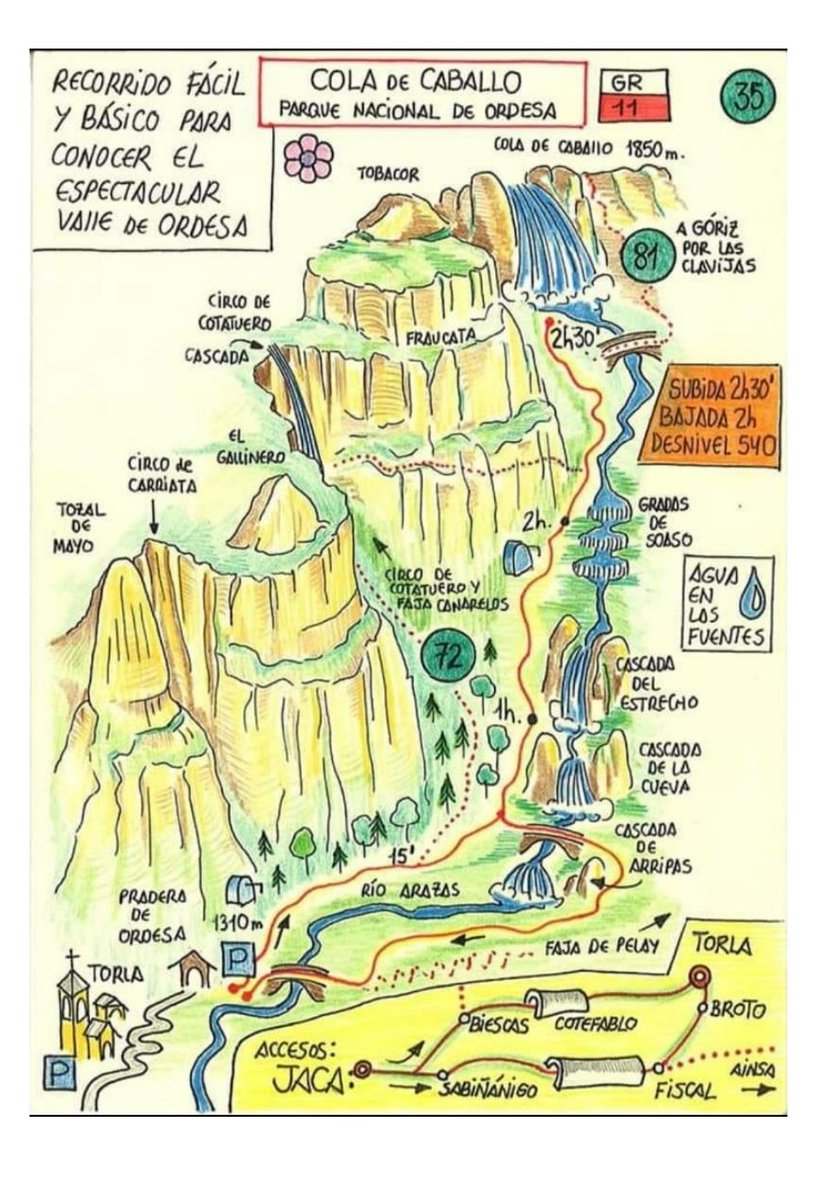 RECORRIDO FÁCIL
Y BÁSICO PARA
CONOCER EL
ESPECTACULAR
VALLE DE ORDESA
COLA DE CABALLO
PARQUE NACIONAL DE ORDESA
GR
11
35
COLA DE CABALLO 1850 m.
TOBACOR
A GÓRIZ
POR LAS
CLAVIJAS
81
CIRCO DE
COTATUERO
CASCADA
FRAUCATA
2h30'
SUBIDA 2h30'
BAJADA 2h
DESNIVEL 540
EL
GALLINERO
CIRCO de
CARRIATA
TOZAL
DE
MAYO
2h.
GRADAS
DE
SOASO
CIRCO DE
COTATUERO Y
FAJA CANARELOS
AGUA
EN
LAS
FUENTES
72
CASCADA
DEL
ESTRECHO
1h.
CASCADA
DE LA
CUEVA
CASCADA
DE
ARRIPAS
15'
RÍO ARAZAS
1310 m
PRADERA
DE
ORDESA
P
FAJA DE PELAY
TORLA
P
TORLA
BROTO
BIESCAS
COTEFABLO
ACCESOS:
JACA:
SABIÑÁNIGO
FISCAL
AINSA